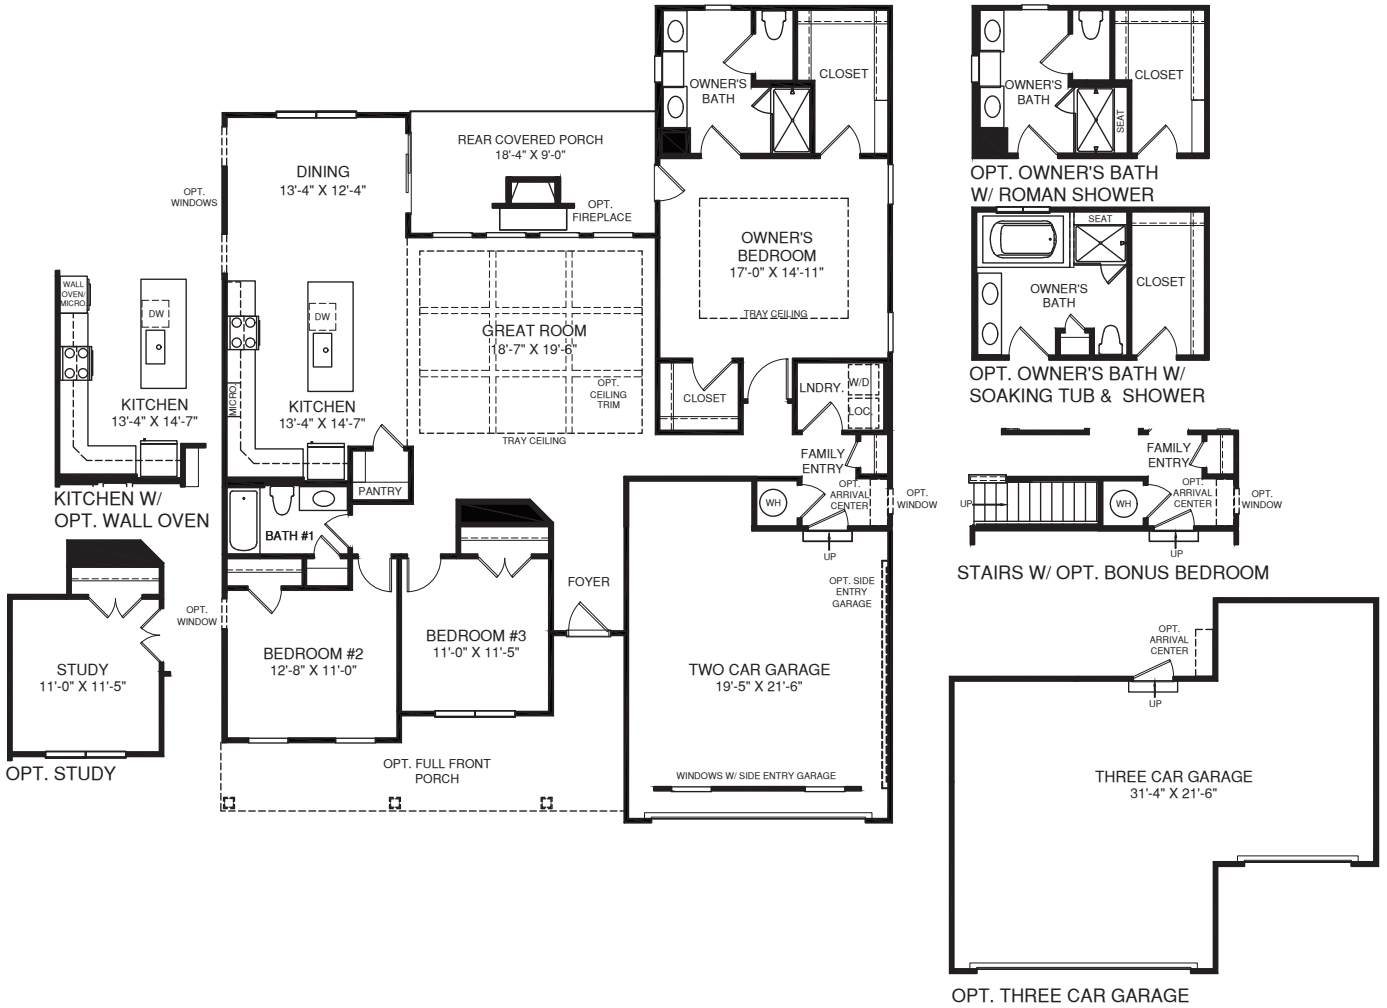 OWNER'S
BATH
CLOSET
REAR COVERED PORCH
18'-4" X 9'-0"
OPT.
FIREPLACE
DINING
13'-4" X 12'-4"
OPT.
WINDOWS
OWNER'S
BEDROOM
17'-0" X 14'-11"
TRAY CEILING
GREAT ROOM
18'-7" X 19'-6"
OPT.
CEILING
TRIM
TRAY CEILING
DW
MICRO.
KITCHEN
13'-4" X 14'-7"
PANTRY
CLOSET
LNDRY.
W/D
LOC.
FAMILY
ENTRY
OPT.
ARRIVAL
CENTER
OPT.
WINDOW
WH
UP
BATH #1
OPT.
WINDOW
BEDROOM #2
12'-8" X 11'-0"
BEDROOM #3
11'-0" X 11'-5"
FOYER
OPT. SIDE
ENTRY
GARAGE
TWO CAR GARAGE
19'-5" X 21'-6"
WINDOWS W/ SIDE ENTRY GARAGE
OPT. FULL FRONT
PORCH
WALL
OVEN/
MICRO.
DW
KITCHEN
13'-4" X 14'-7"
KITCHEN W/
OPT. WALL OVEN
STUDY
11'-0" X 11'-5"
OPT. STUDY
OWNER'S
BATH
SEAT
CLOSET
OPT. OWNER'S BATH
W/ ROMAN SHOWER
SEAT
OWNER'S
BATH
CLOSET
OPT. OWNER'S BATH W/
SOAKING TUB & SHOWER
FAMILY
ENTRY
OPT.
ARRIVAL
CENTER
OPT.
WINDOW
UP
WH
UP
STAIRS W/ OPT. BONUS BEDROOM
OPT.
ARRIVAL
CENTER
UP
THREE CAR GARAGE
31'-4" X 21'-6"
OPT. THREE CAR GARAGE